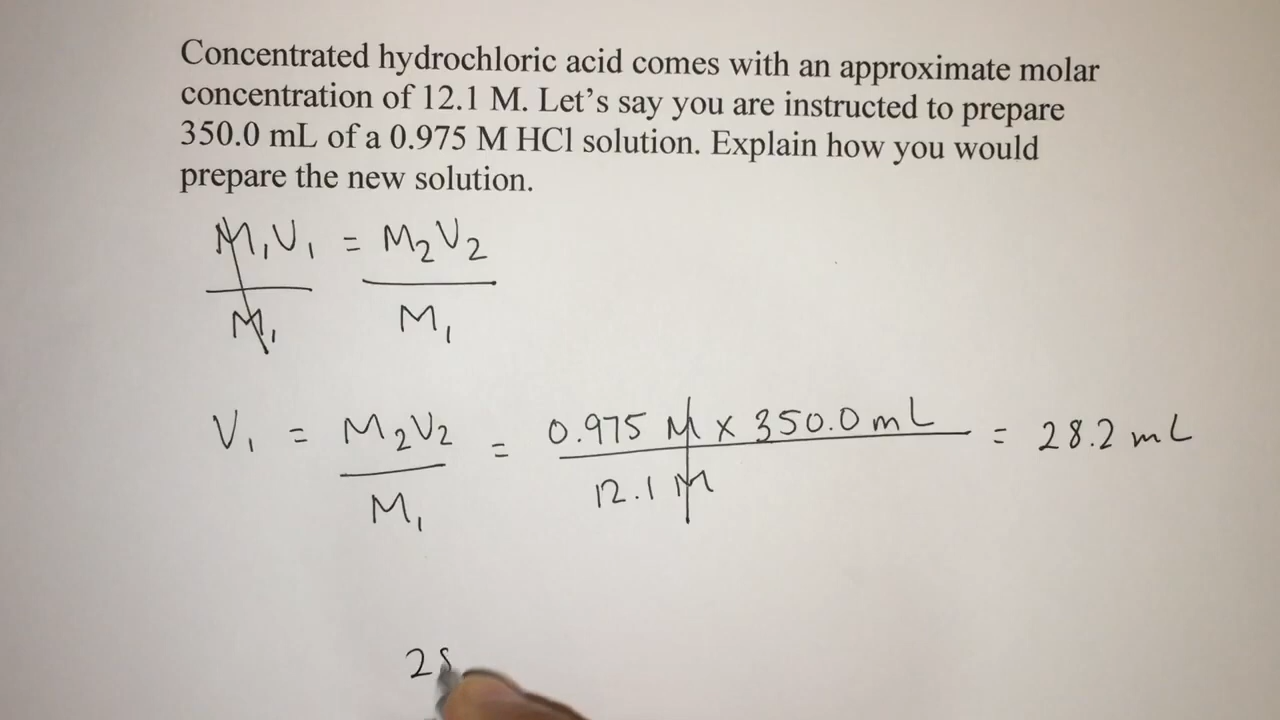 Concentrated hydrochloric acid comes with an approximate molar
concentration of 12.1 M. Let's say you are instructed to prepare
350.0 mL of a 0.975 M HCl solution. Explain how you would
prepare the new solution.
M₁V₁ = M₂V₂
M₁ M₁
V₁ = M₂V₂ = 0.975 M x 350.0 mL = 28.2 mL
M₁ 12.1 M
28